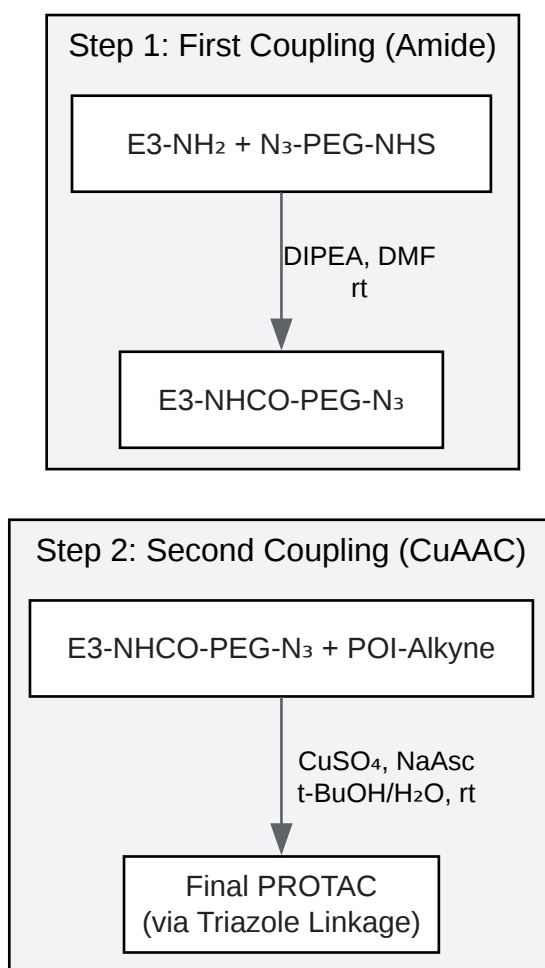 Step 1: First Coupling (Amide)
E3-NH₂ + N₃-PEG-NHS
DIPEA, DMF
rt
E3-NHCO-PEG-N₃
Step 2: Second Coupling (CuAAC)
E3-NHCO-PEG-N₃ + POI-Alkyne
CuSO₄, NaAsc
t-BuOH/H₂O, rt
Final PROTAC
(via Triazole Linkage)